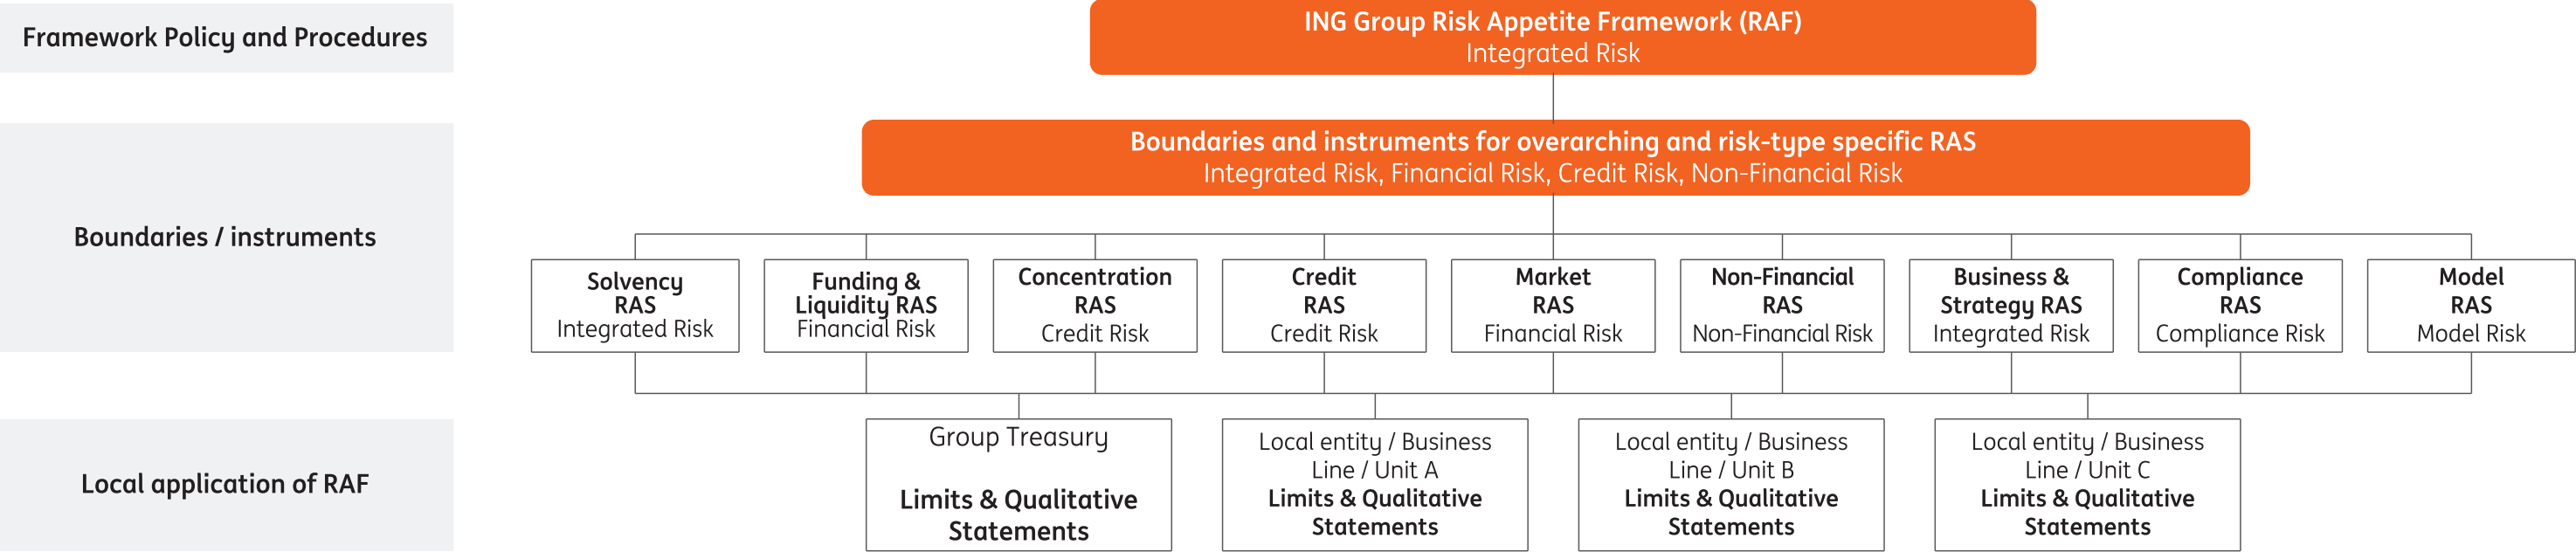 Framework Policy and Procedures
ING Group Risk Appetite Framework (RAF)
Integrated Risk
Boundaries / instruments
Boundaries and instruments for overarching and risk-type specific RAS
Integrated Risk, Financial Risk, Credit Risk, Non-Financial Risk
Solvency
RAS
Integrated Risk
Funding &
Liquidity RAS
Financial Risk
Concentration
RAS
Credit Risk
Credit
RAS
Credit Risk
Market
RAS
Financial Risk
Non-Financial
RAS
Non-Financial Risk
Business &
Strategy RAS
Integrated Risk
Compliance
RAS
Compliance Risk
Model
RAS
Model Risk
Local application of RAF
Group Treasury
Limits & Qualitative
Statements
Local entity / Business
Line / Unit A
Limits & Qualitative
Statements
Local entity / Business
Line / Unit B
Limits & Qualitative
Statements
Local entity / Business
Line / Unit C
Limits & Qualitative
Statements